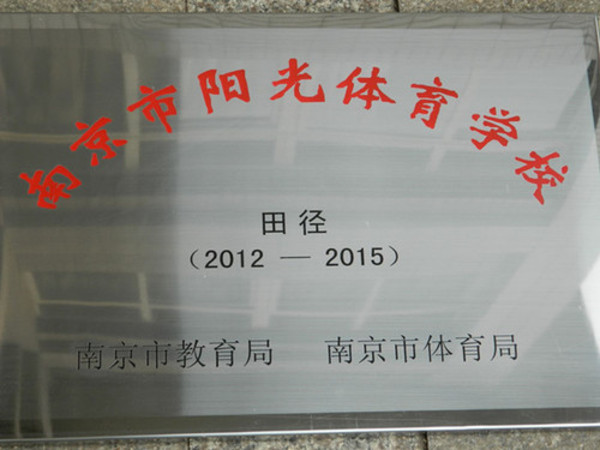 南京市阳光体育学校
田径
（2012 — 2015）
南京市教育局 南京市体育局